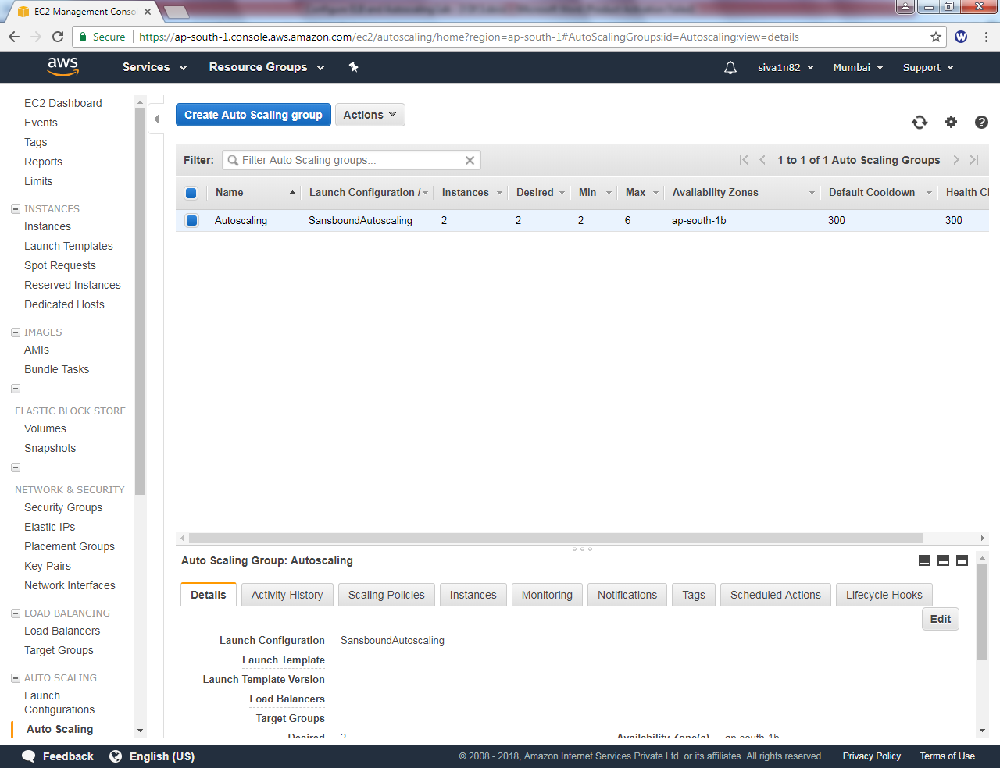 EC2 Management Conso
Secure https://ap-south-1.console.aws.amazon.com/ec2/autoscaling/home?region=ap-south-1#AutoScalingGroups:id=Autoscaling;view=details
aws Services Resource Groups siva1n82 Mumbai Support
EC2 Dashboard
Events
Tags
Reports
Limits
INSTANCES
Instances
Launch Templates
Spot Requests
Reserved Instances
Dedicated Hosts
IMAGES
AMIs
Bundle Tasks
ELASTIC BLOCK STORE
Volumes
Snapshots
NETWORK & SECURITY
Security Groups
Elastic IPs
Placement Groups
Key Pairs
Network Interfaces
LOAD BALANCING
Load Balancers
Target Groups
AUTO SCALING
Launch
Configurations
Auto Scaling
Create Auto Scaling group Actions
Filter: Filter Auto Scaling groups... 1 to 1 of 1 Auto Scaling Groups
Name Launch Configuration / Instances Desired Min Max Availability Zones Default Cooldown Health Cl
Autoscaling SansboundAutoscaling 2 2 2 6 ap-south-1b 300 300
Auto Scaling Group: Autoscaling
Details Activity History Scaling Policies Instances Monitoring Notifications Tags Scheduled Actions Lifecycle Hooks
Edit
Launch Configuration SansboundAutoscaling
Launch Template
Launch Template Version
Load Balancers
Target Groups
Desired 2 Availability Zone(s) ap-south-1b
Feedback English (US) © 2008 - 2018, Amazon Internet Services Private Ltd. or its affiliates. All rights reserved. Privacy Policy Terms of Use